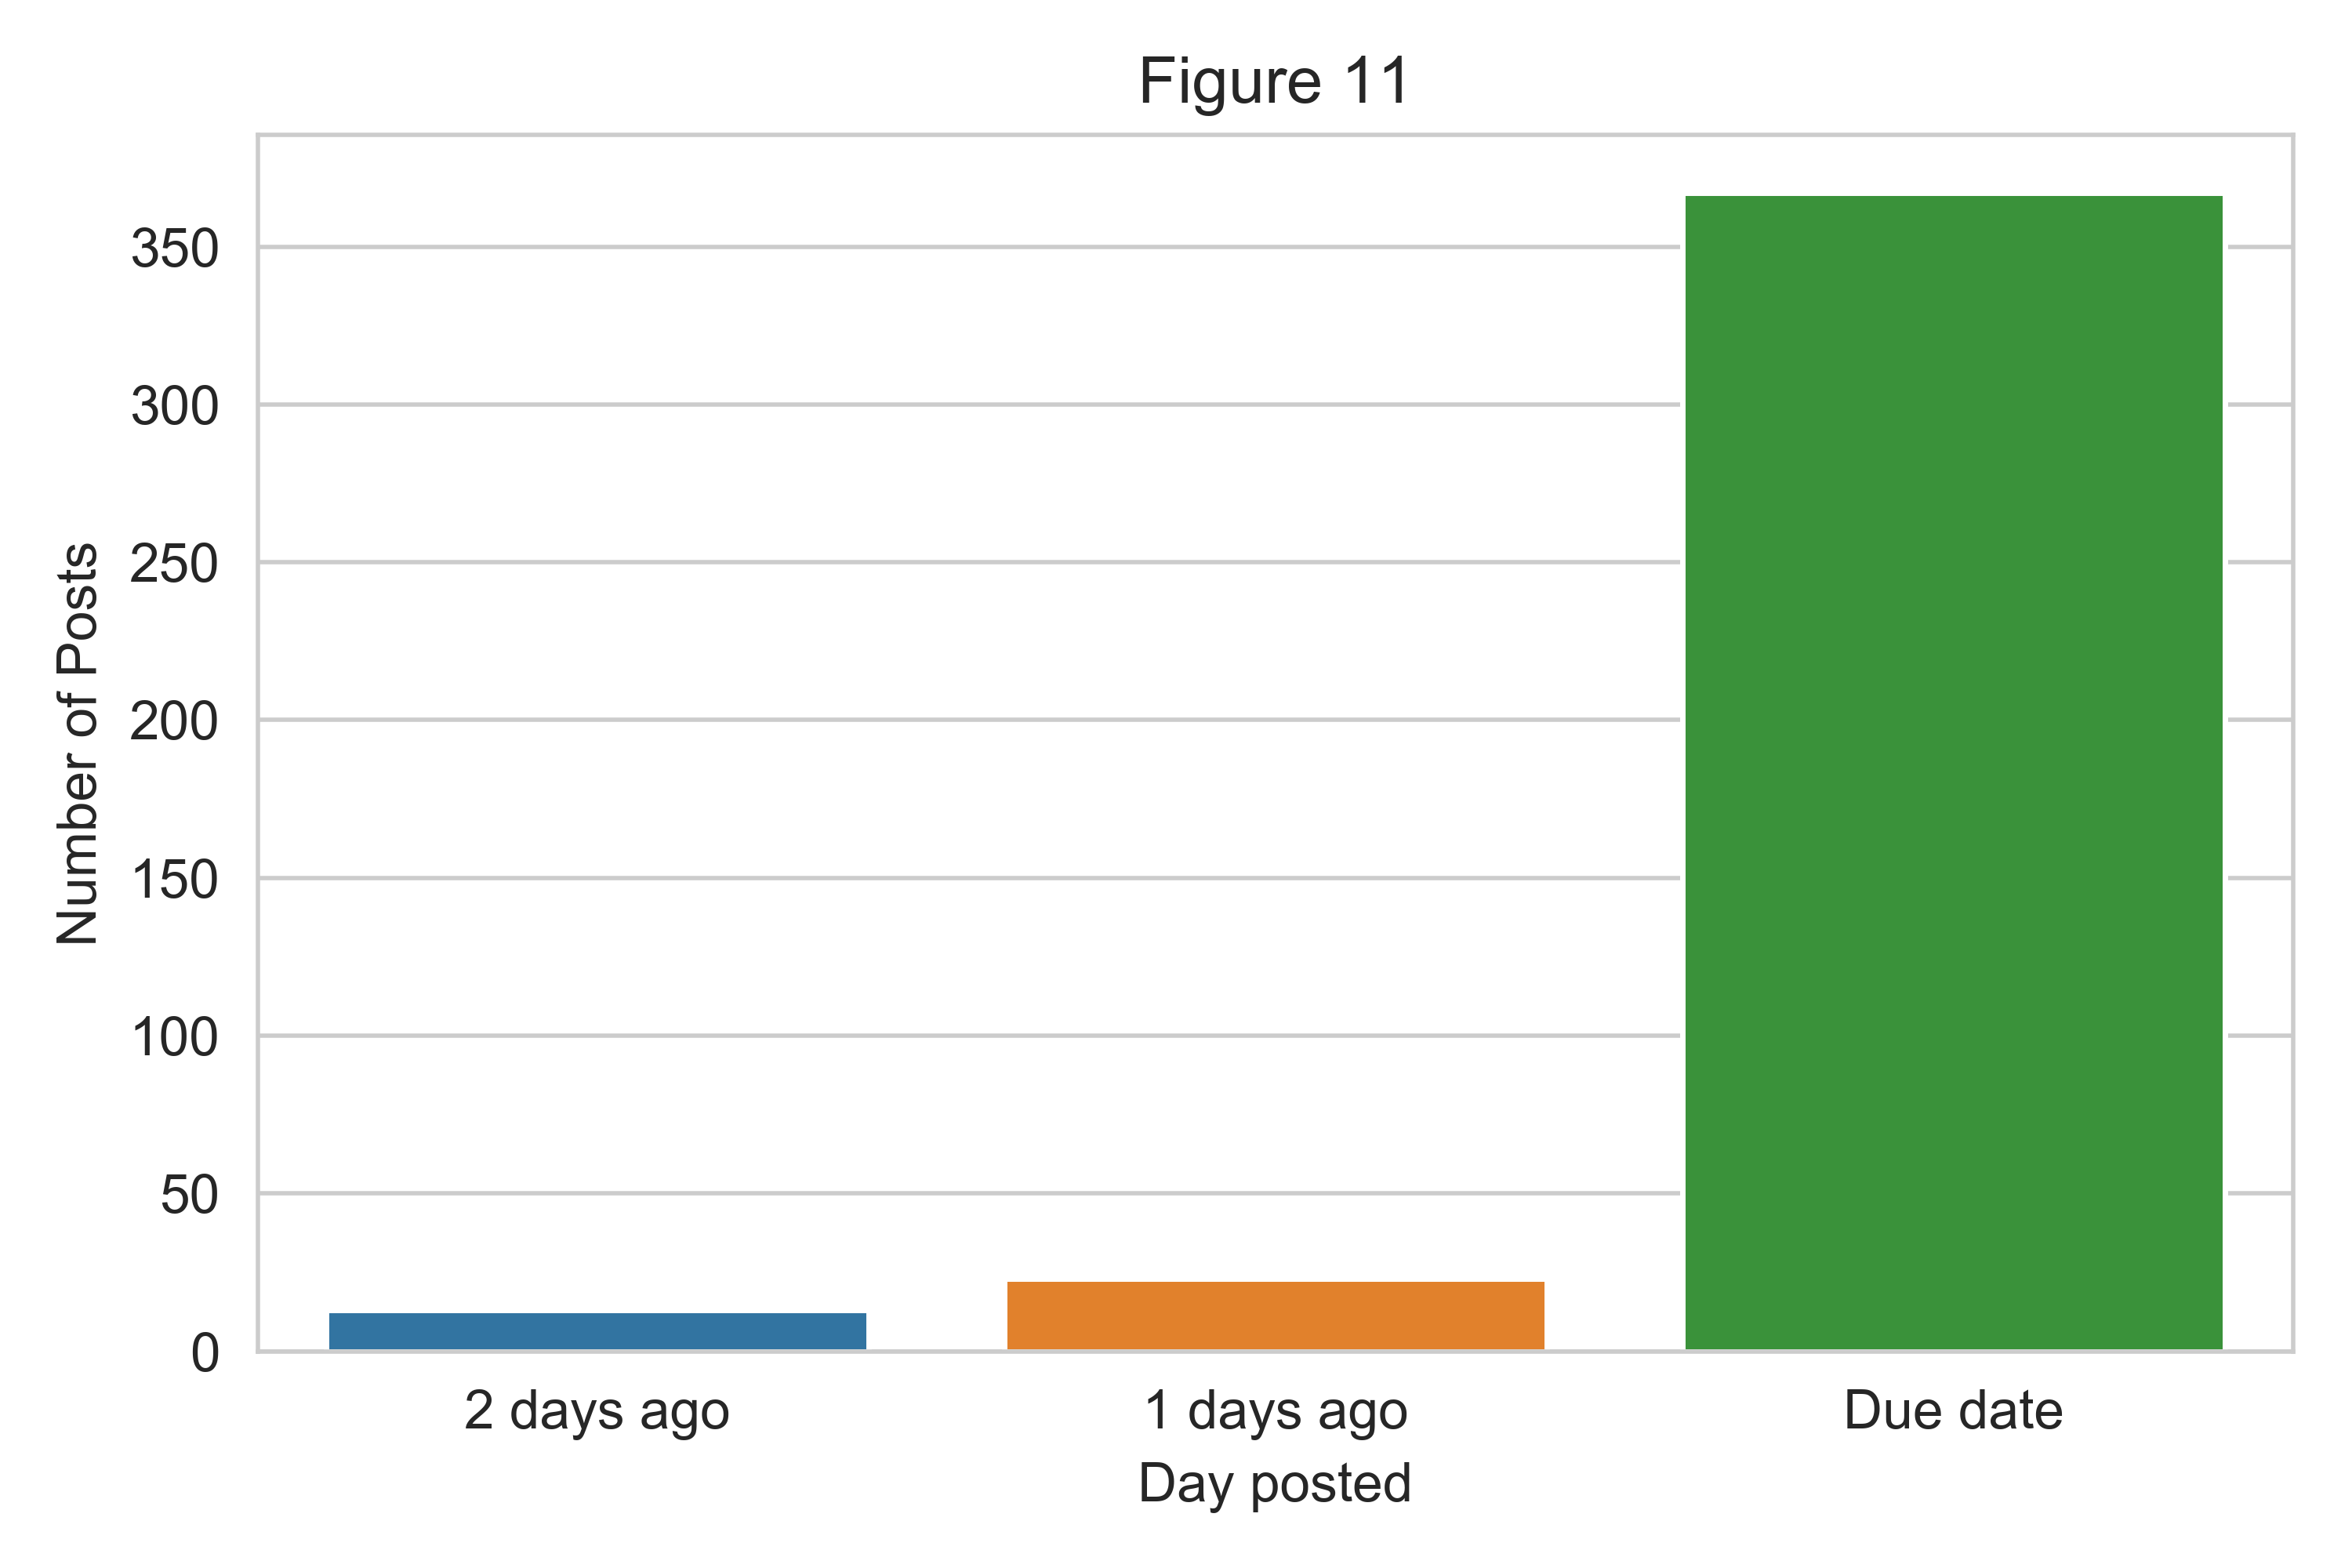 Figure 11
Number of Posts
350
300
250
200
150
100
50
0
2 days ago
1 days ago
Due date
Day posted